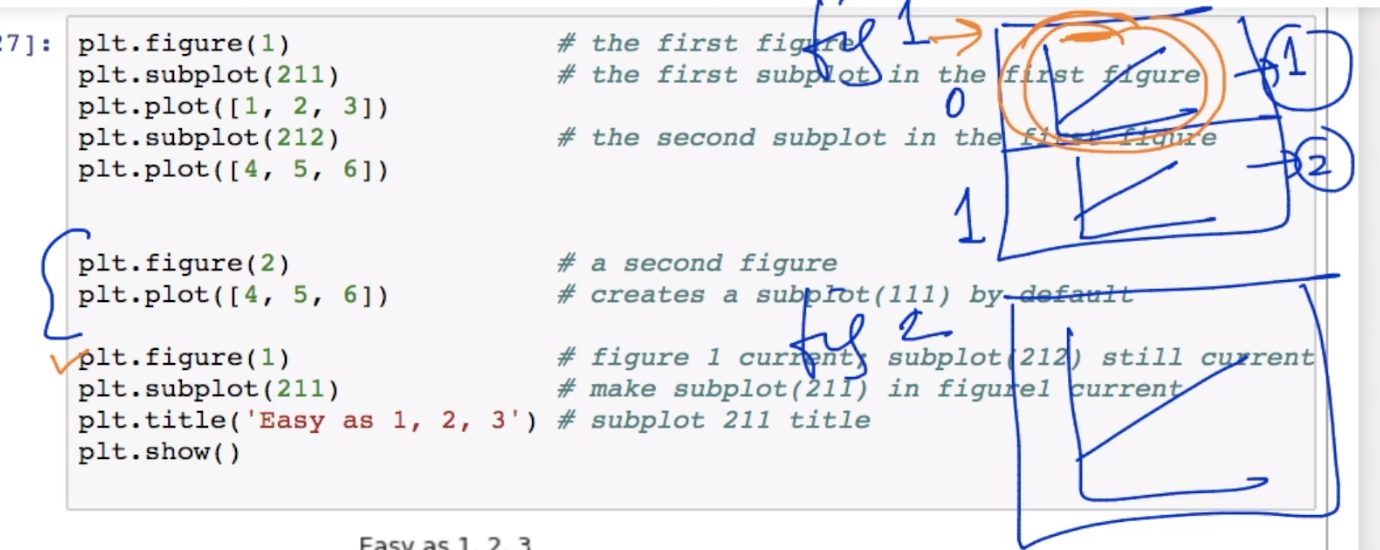 27]: plt.figure(1) # the first figure
plt.subplot(211) # the first subplot in the first figure
plt.plot([1, 2, 3])
plt.subplot(212) # the second subplot in the first figure
plt.plot([4, 5, 6])
plt.figure(2) # a second figure
plt.plot([4, 5, 6]) # creates a subplot(111) by default
plt.figure(1) # figure 1 current; subplot(212) still current
plt.subplot(211) # make subplot(211) in figure1 current
plt.title('Easy as 1, 2, 3') # subplot 211 title
plt.show()
Easy as 1, 2, 3
fig 1
0
1
1
2
fig 2